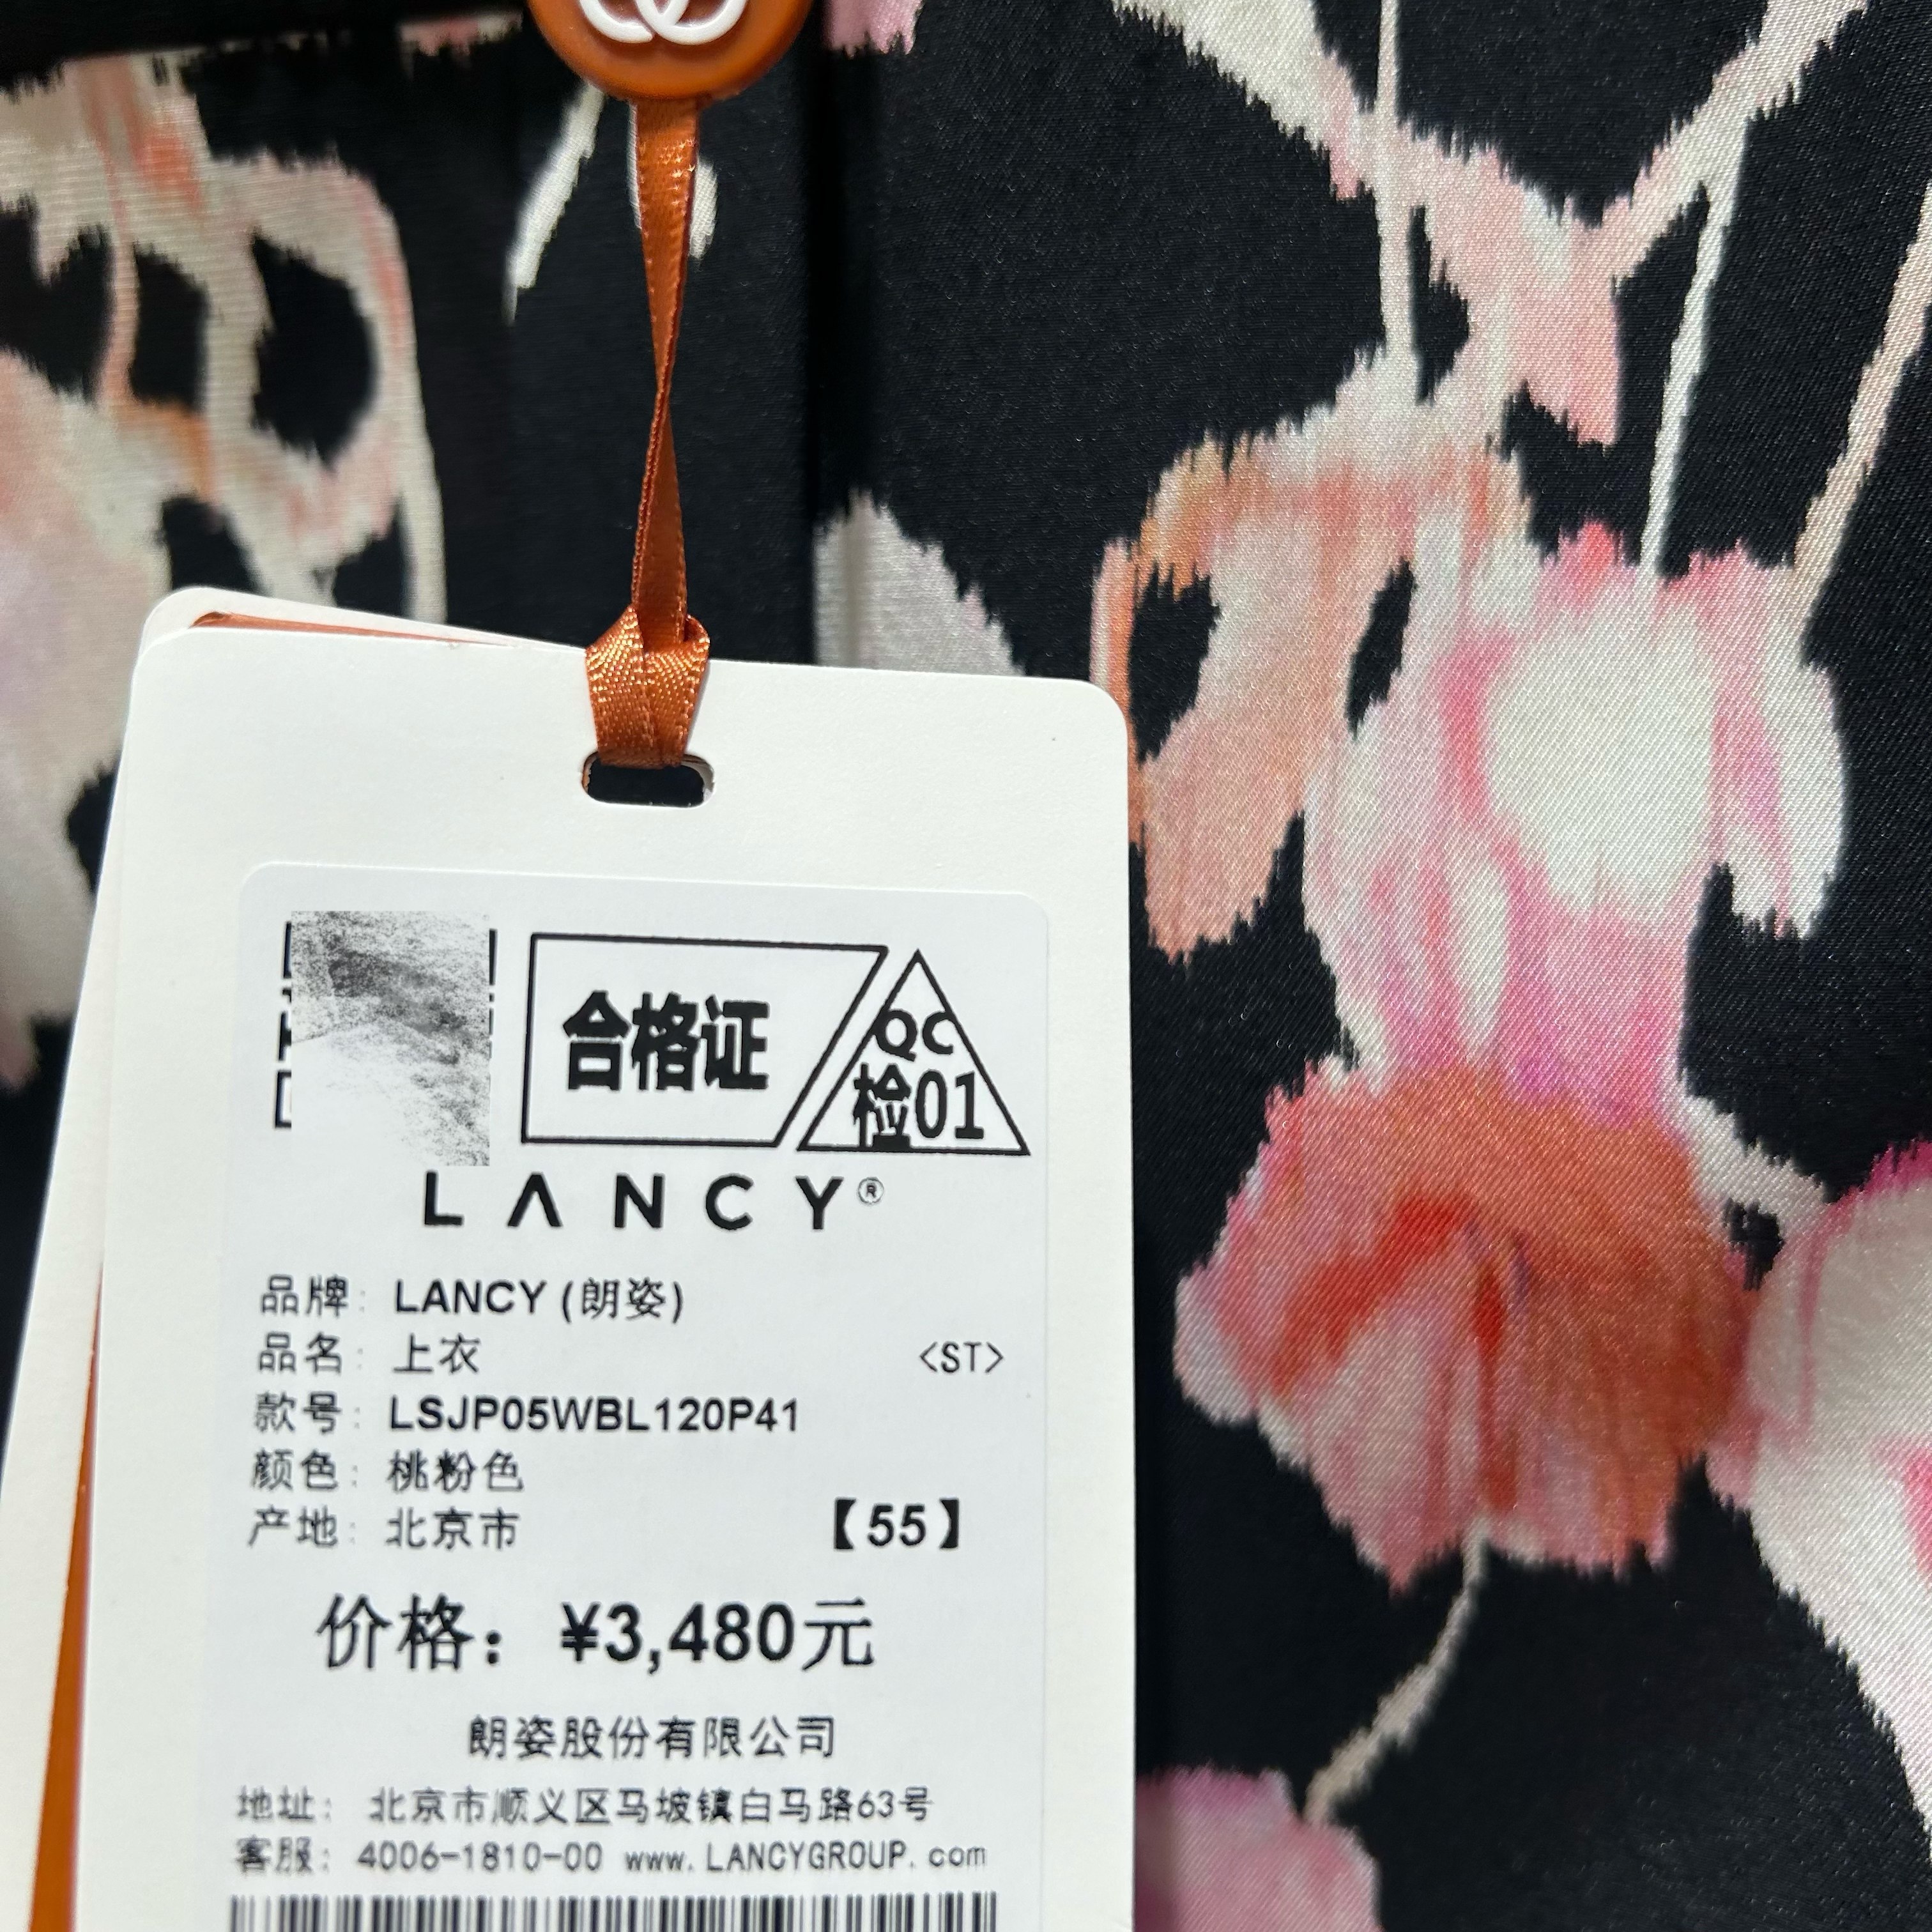 合格证
QC
检01
LANCY®
品牌: LANCY (朗姿)
品名: 上衣 <ST>
款号: LSJP05WBL120P41
颜色: 桃粉色
产地: 北京市 【55】
价格: ¥3,480元
朗姿股份有限公司
地址: 北京市顺义区马坡镇白马路63号
客服: 4006-1810-00 www.LANCYGROUP.com